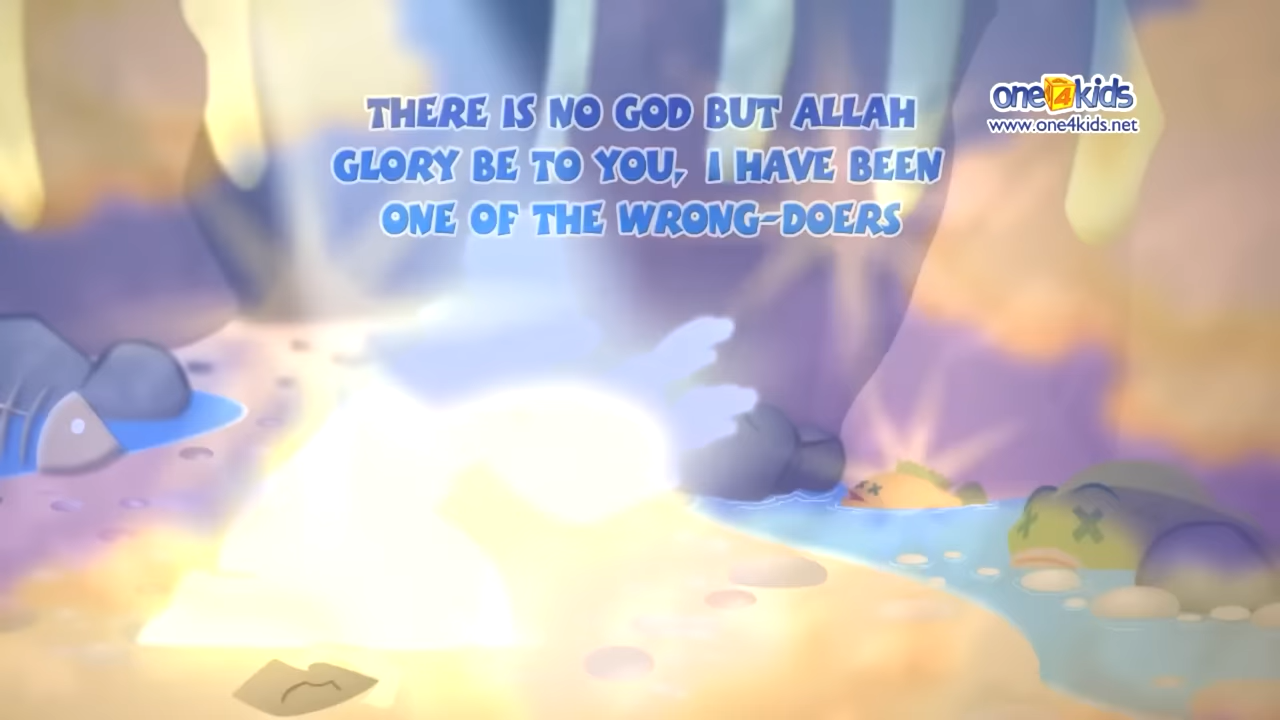 THERE IS NO GOD BUT ALLAH
GLORY BE TO YOU, I HAVE BEEN
ONE OF THE WRONG-DOERS
one4kids
www.one4kids.net